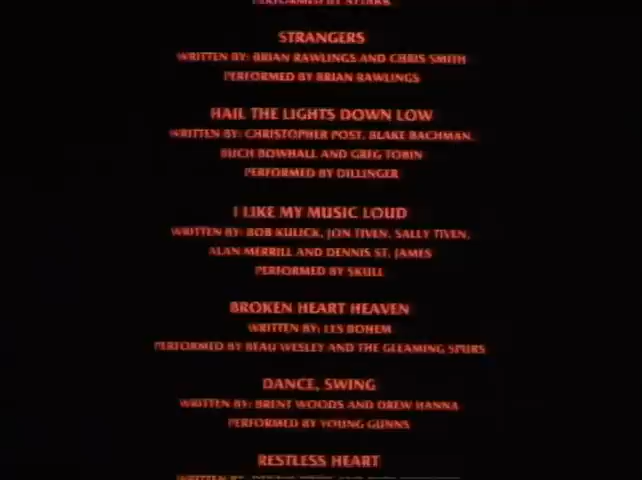 PERFORMED BY
STRANGERS
WRITTEN BY: BRIAN RAWLINGS AND CHRIS SMITH
PERFORMED BY BRIAN RAWLINGS
HAIL THE LIGHTS DOWN LOW
WRITTEN BY: CHRISTOPHER POST, BLAKE BACHMAN,
BUCH BOWHALL AND GREG TOBIN
PERFORMED BY DILLINGER
I LIKE MY MUSIC LOUD
WRITTEN BY: BOB KULICK, JON TIVEN, SALLY TIVEN,
ALAN MERRILL AND DENNIS ST. JAMES
PERFORMED BY SKULL
BROKEN HEART HEAVEN
WRITTEN BY: LES BOHEM
PERFORMED BY BEAU WESLEY AND THE GLEAMING SPURS
DANCE, SWING
WRITTEN BY: BRENT WOODS AND DREW HANNA
PERFORMED BY YOUNG GUNNS
RESTLESS HEART
WRITTEN BY: